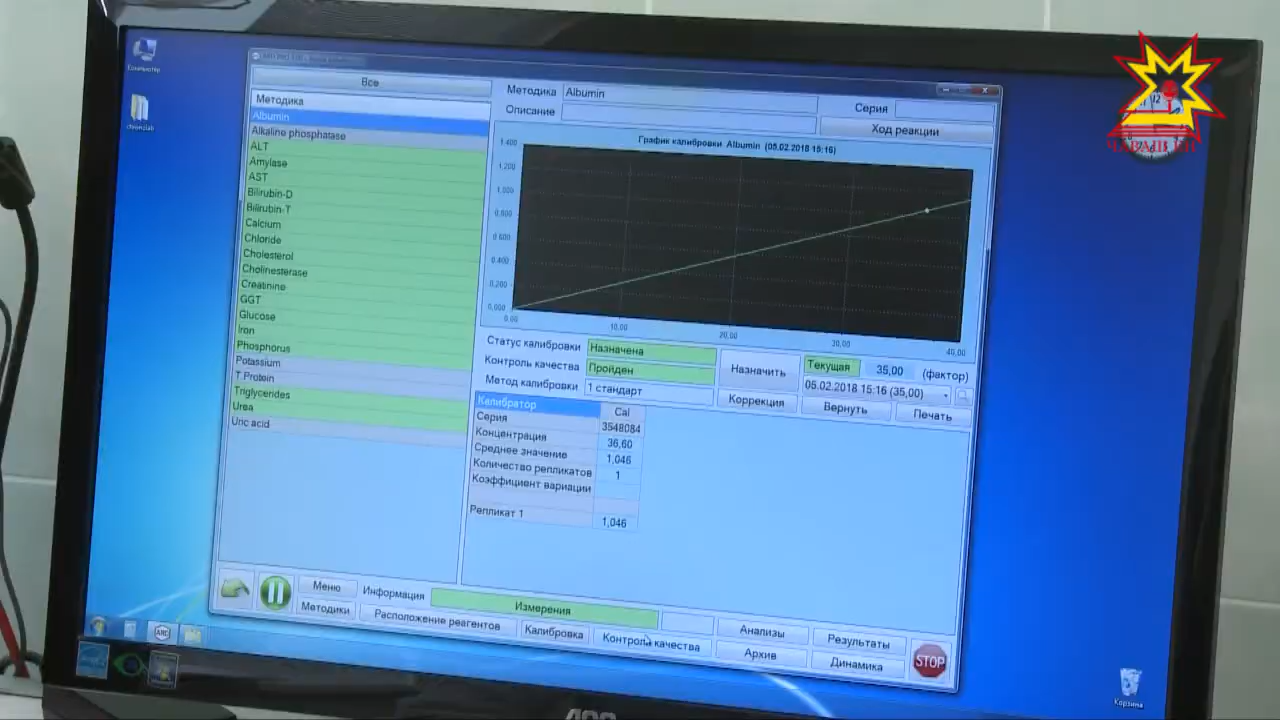 Компьютер
chronolab
Все
Методика
Albumin
Alkaline phosphatase
ALT
Amylase
AST
Bilirubin-D
Bilirubin-T
Calcium
Chloride
Cholesterol
Cholinesterase
Creatinine
GGT
Glucose
Iron
Phosphorus
Potassium
T Protein
Triglycerides
Urea
Uric acid
Методика Albumin
Серия
Описание
Ход реакции
График калибровки Albumin (05.02.2018 15:16)
1.400
1,200
1,000
0,800
0,600
0,400
0,200
0,000
0.00 10,00 20,00 30,00 40,00
Статус калибровки Назначена
Контроль качества Пройден
Метод калибровки 1 стандарт
Назначить
Текущая 35,00 (фактор)
05.02.2018 15:16 (35,00)
Коррекция Вернуть Печать
Калибратор Cal
Серия 3548084
Концентрация 36,60
Среднее значение 1,046
Количество репликатов 1
Коэффициент вариации
Репликат 1 1,046
Меню Информация Измерения Анализы Результаты
Методики Расположение реагентов Калибровка Контроль качества Архив Динамика
STOP
Корзина
ЧĂВАШ ЕН
12
AOC